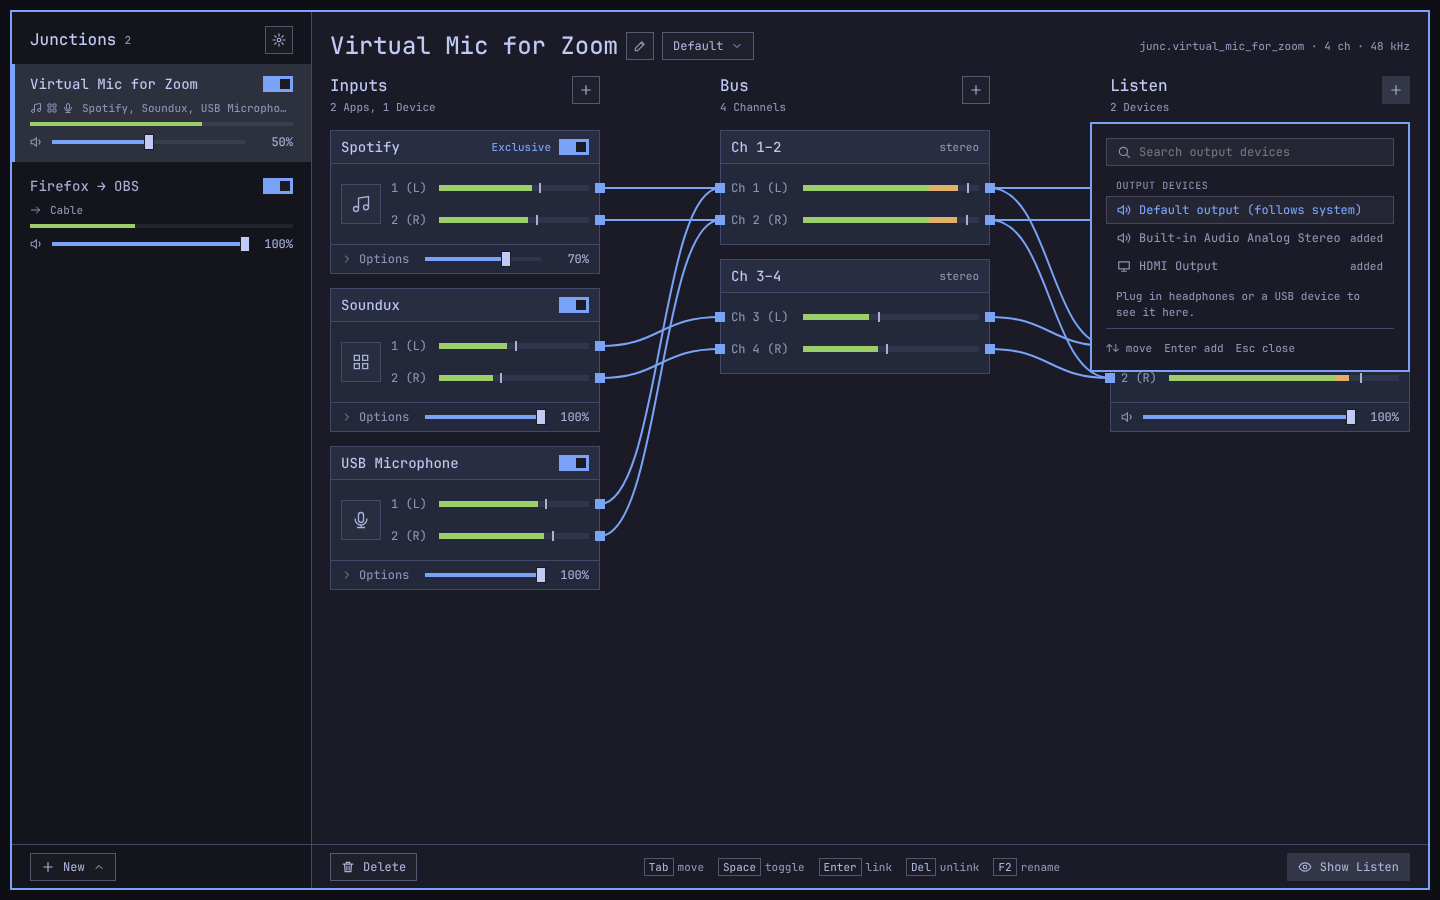 Junctions 2
Virtual Mic for Zoom
Spotify, Soundux, USB Micropho…
50%
Firefox → OBS
Cable
100%
New
Virtual Mic for Zoom
Default
junc.virtual_mic_for_zoom · 4 ch · 48 kHz
Inputs
2 Apps, 1 Device
Spotify Exclusive
1 (L)
2 (R)
Options 70%
Soundux
1 (L)
2 (R)
Options 100%
USB Microphone
1 (L)
2 (R)
Options 100%
Bus
4 Channels
Ch 1–2 stereo
Ch 1 (L)
Ch 2 (R)
Ch 3–4 stereo
Ch 3 (L)
Ch 4 (R)
Listen
2 Devices
Search output devices
OUTPUT DEVICES
Default output (follows system)
Built-in Audio Analog Stereo added
HDMI Output added
Plug in headphones or a USB device to
see it here.
↑↓ move Enter add Esc close
2 (R)
100%
Delete
Tab move Space toggle Enter link Del unlink F2 rename
Show Listen